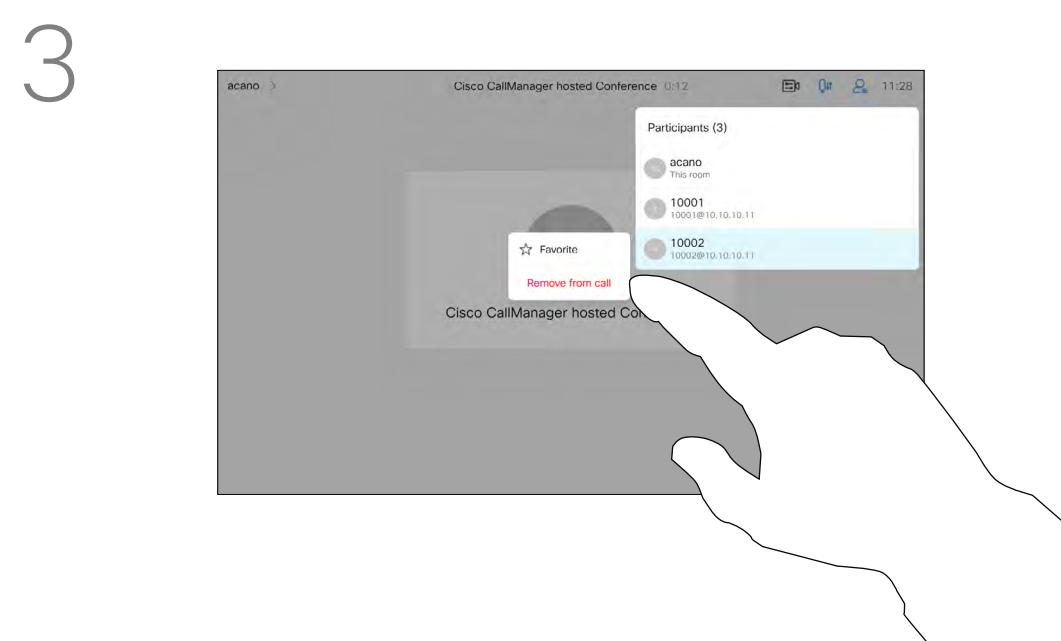 3
acano >
Cisco CallManager hosted Conference 0:12
11:28
Participants (3)
acano
This room
10001
10001@10.10.10.11
10002
10002@10.10.10.11
Favorite
Remove from call
Cisco CallManager hosted Con